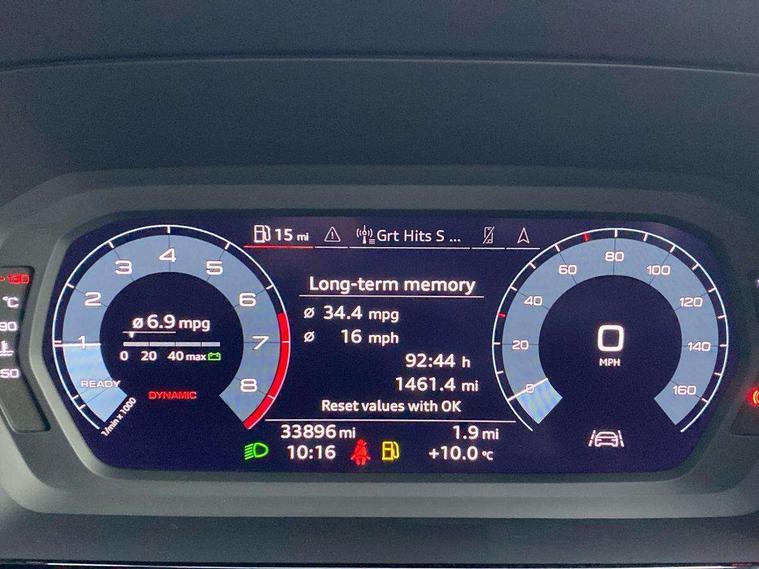 15 mi
Grt Hits S ...
1
2
3
4
5
6
7
8
READY
1/min x 1000
ø 6.9 mpg
0 20 40 max
DYNAMIC
Long-term memory
ø 34.4 mpg
ø 16 mph
92:44 h
1461.4 mi
Reset values with OK
33896 mi 1.9 mi
10:16 +10.0 °C
0
20
40
60
80
100
120
140
160
0
MPH
130
°C
90
50